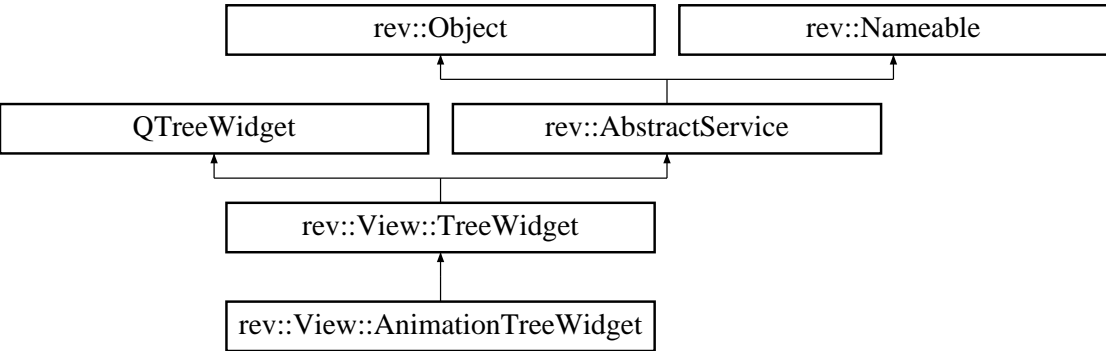 rev::Object
rev::Nameable
QTreeWidget
rev::AbstractService
rev::View::TreeWidget
rev::View::AnimationTreeWidget